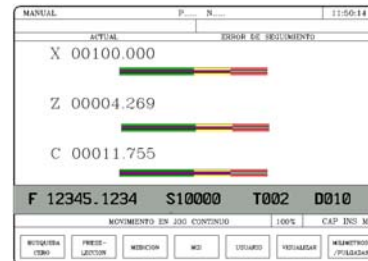 MANUAL P..... N..... 11:50:14
ACTUAL ERROR DE SEGUIMIENTO
X 00100.000
Z 00004.269
C 00011.755
F 12345.1234 S10000 T002 D010
MOVIMIENTO EN JOG CONTINUO 100% CAP INS M
BUSQUEDA CERO
PRESE-LECCION
MEDICION
MDI
USUARIO
VISUALIZAR
MILIMETROS /PULGADAS